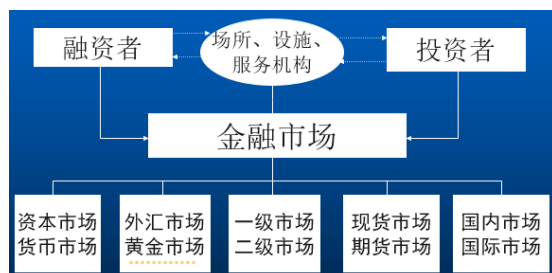 融资者
场所、设施、
服务机构
投资者
金融市场
资本市场
货币市场
外汇市场
黄金市场
一级市场
二级市场
现货市场
期货市场
国内市场
国际市场